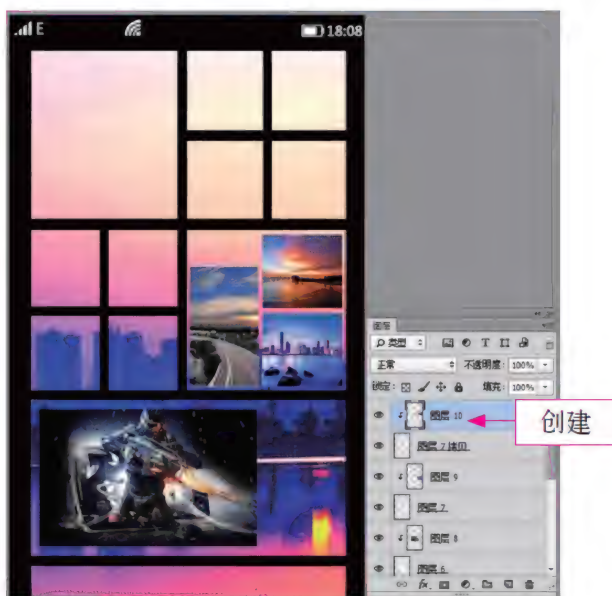 E 18:08
图层
类型
正常 不透明度: 100%
锁定: 填充: 100%
图层 10
创建
图层 7 拷贝
图层 9
图层 7
图层 8
图层 6